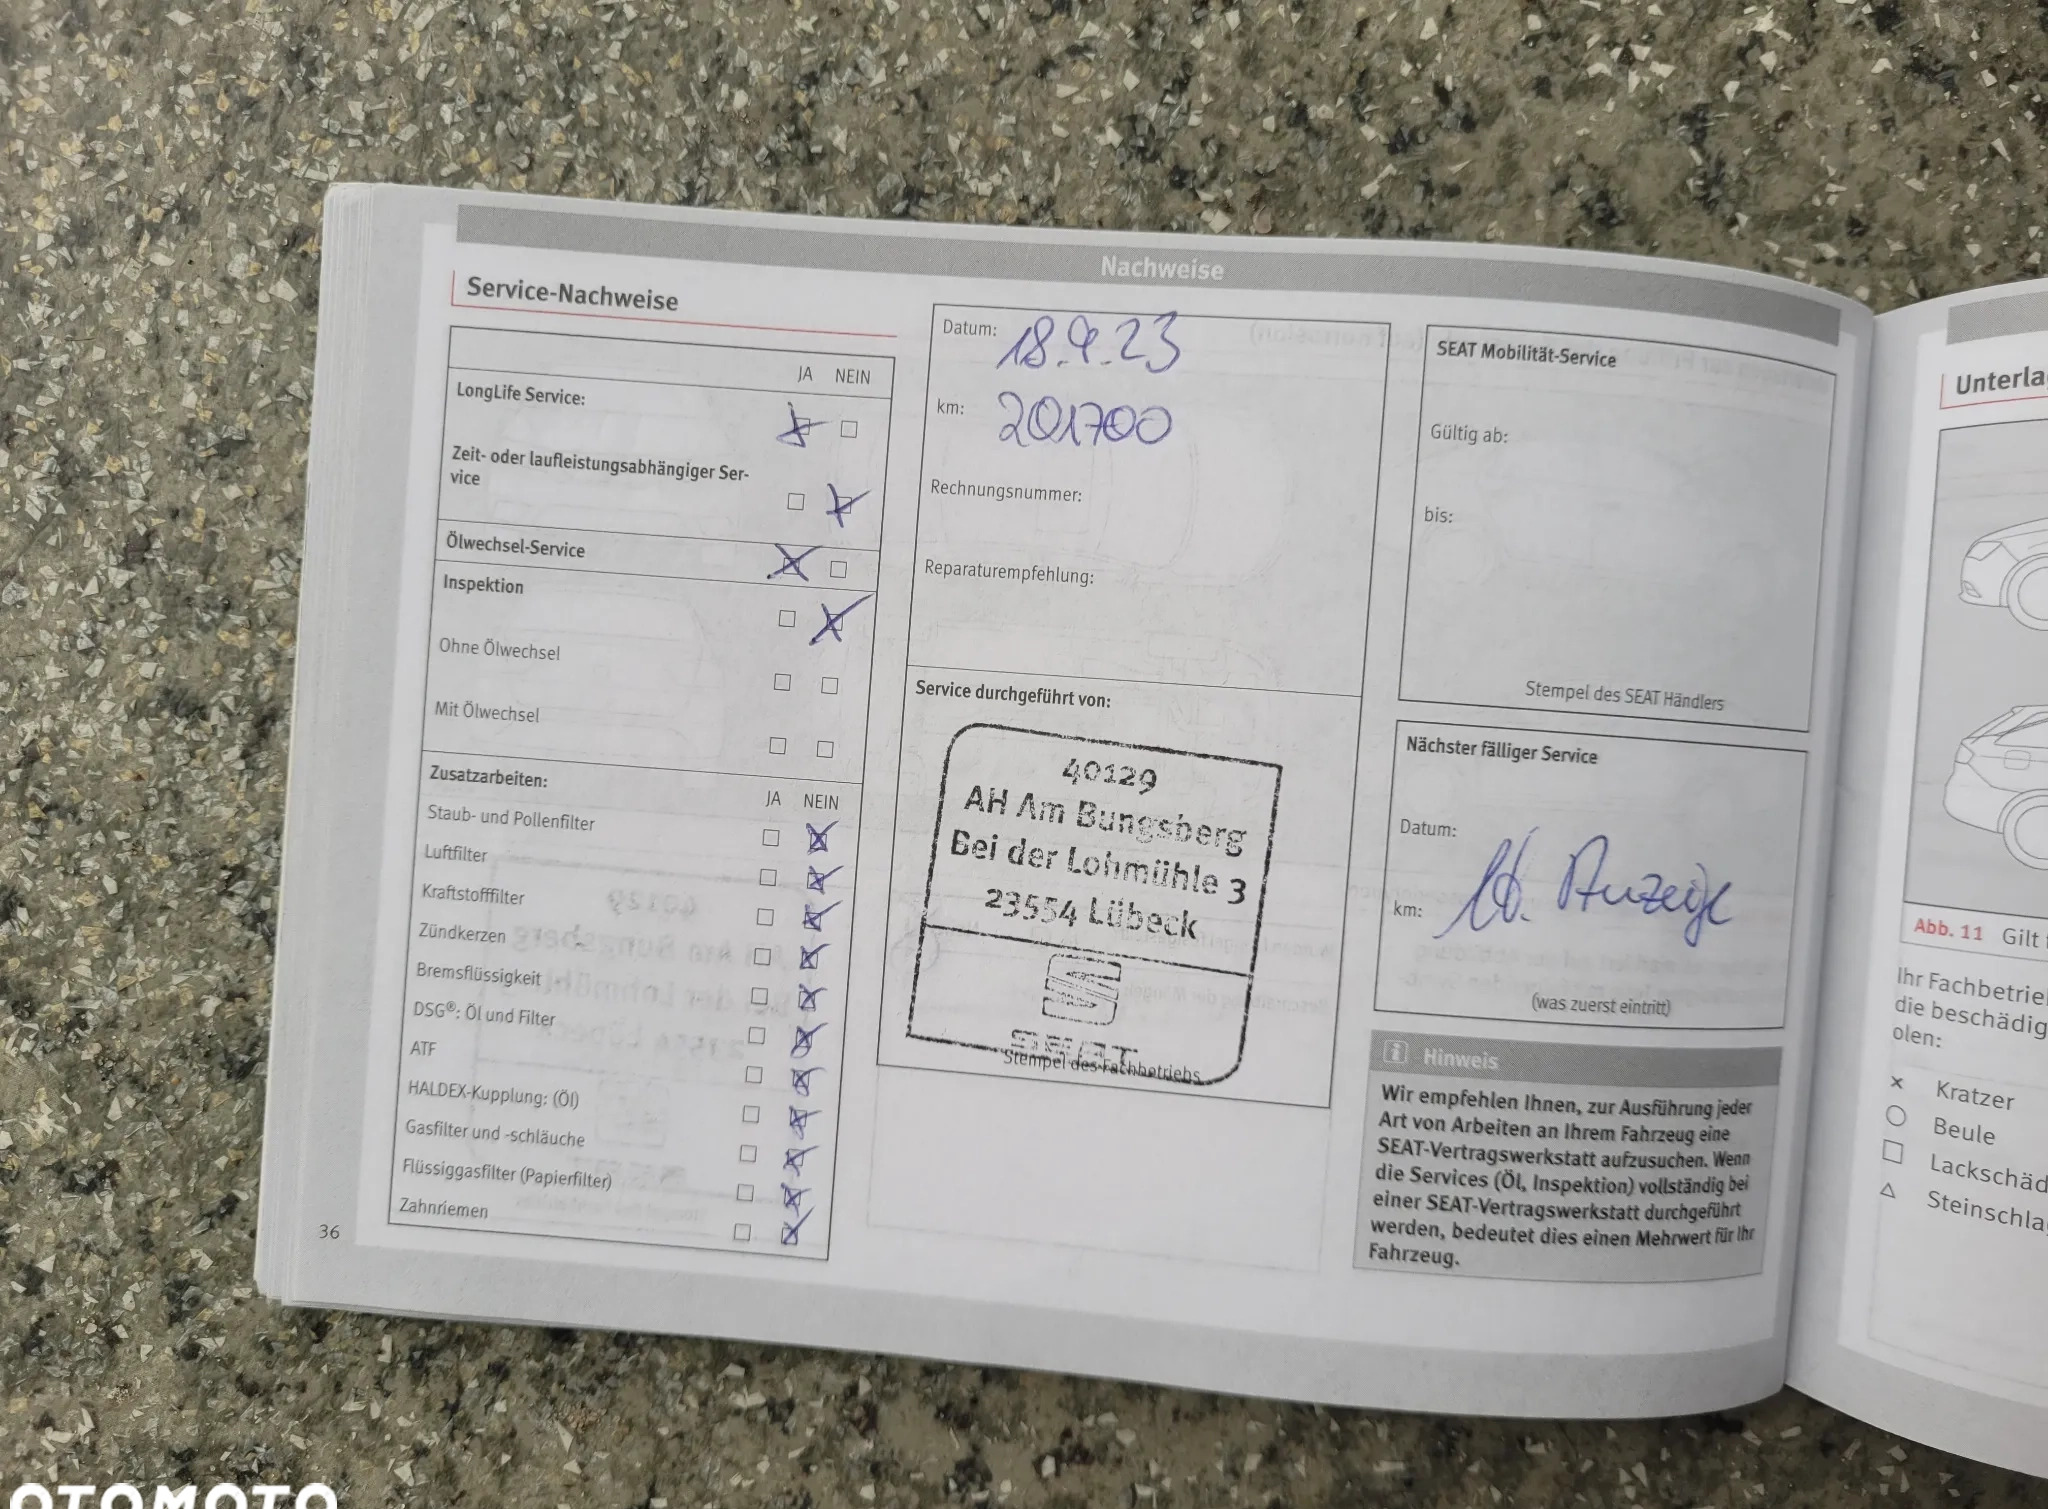 Nachweise
Service-Nachweise
JA NEIN
LongLife Service:
Zeit- oder laufleistungsabhängiger Ser-
vice
Ölwechsel-Service
Inspektion
Ohne Ölwechsel
Mit Ölwechsel
Zusatzarbeiten:
JA NEIN
Staub- und Pollenfilter
Luftfilter
Kraftstofffilter
Zündkerzen
Bremsflüssigkeit
DSG®: Öl und Filter
ATF
HALDEX-Kupplung: (Öl)
Gasfilter und -schläuche
Flüssiggasfilter (Papierfilter)
Zahnriemen
36
Datum: 18.9.23
km: 201700
Rechnungsnummer:
Reparaturempfehlung:
Service durchgeführt von:
40129
AH Am Bungsberg
Bei der Lohmühle 3
23554 Lübeck
SEAT
Stempel des Fachbetriebs
SEAT Mobilität-Service
Gültig ab:
bis:
Stempel des SEAT Händlers
Nächster fälliger Service
Datum:
km: Anzeige
(was zuerst eintritt)
Hinweis
Wir empfehlen Ihnen, zur Ausführung jeder
Art von Arbeiten an Ihrem Fahrzeug eine
SEAT-Vertragswerkstatt aufzusuchen. Wenn
die Services (Öl, Inspektion) vollständig bei
einer SEAT-Vertragswerkstatt durchgeführt
werden, bedeutet dies einen Mehrwert für Ihr
Fahrzeug.
Unterla
Abb. 11 Gilt
Ihr Fachbetrie
die beschädig
olen:
Kratzer
Beule
Lackschäd
Steinschla
OTOMOTO